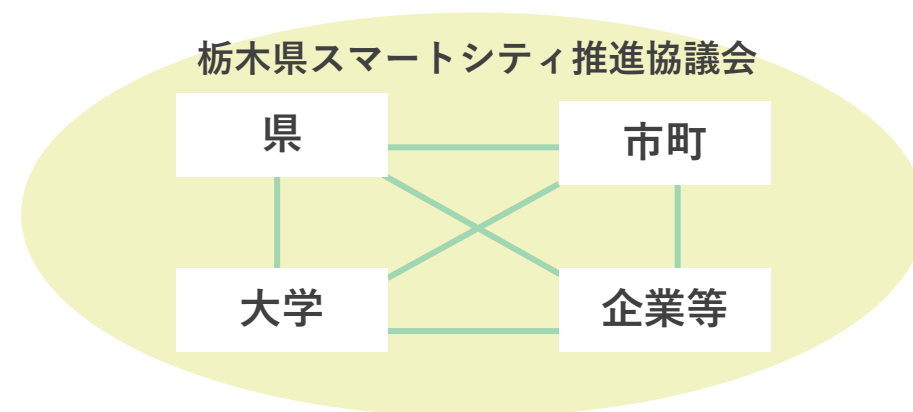 栃木県スマートシティ推進協議会
県
市町
大学
企業等